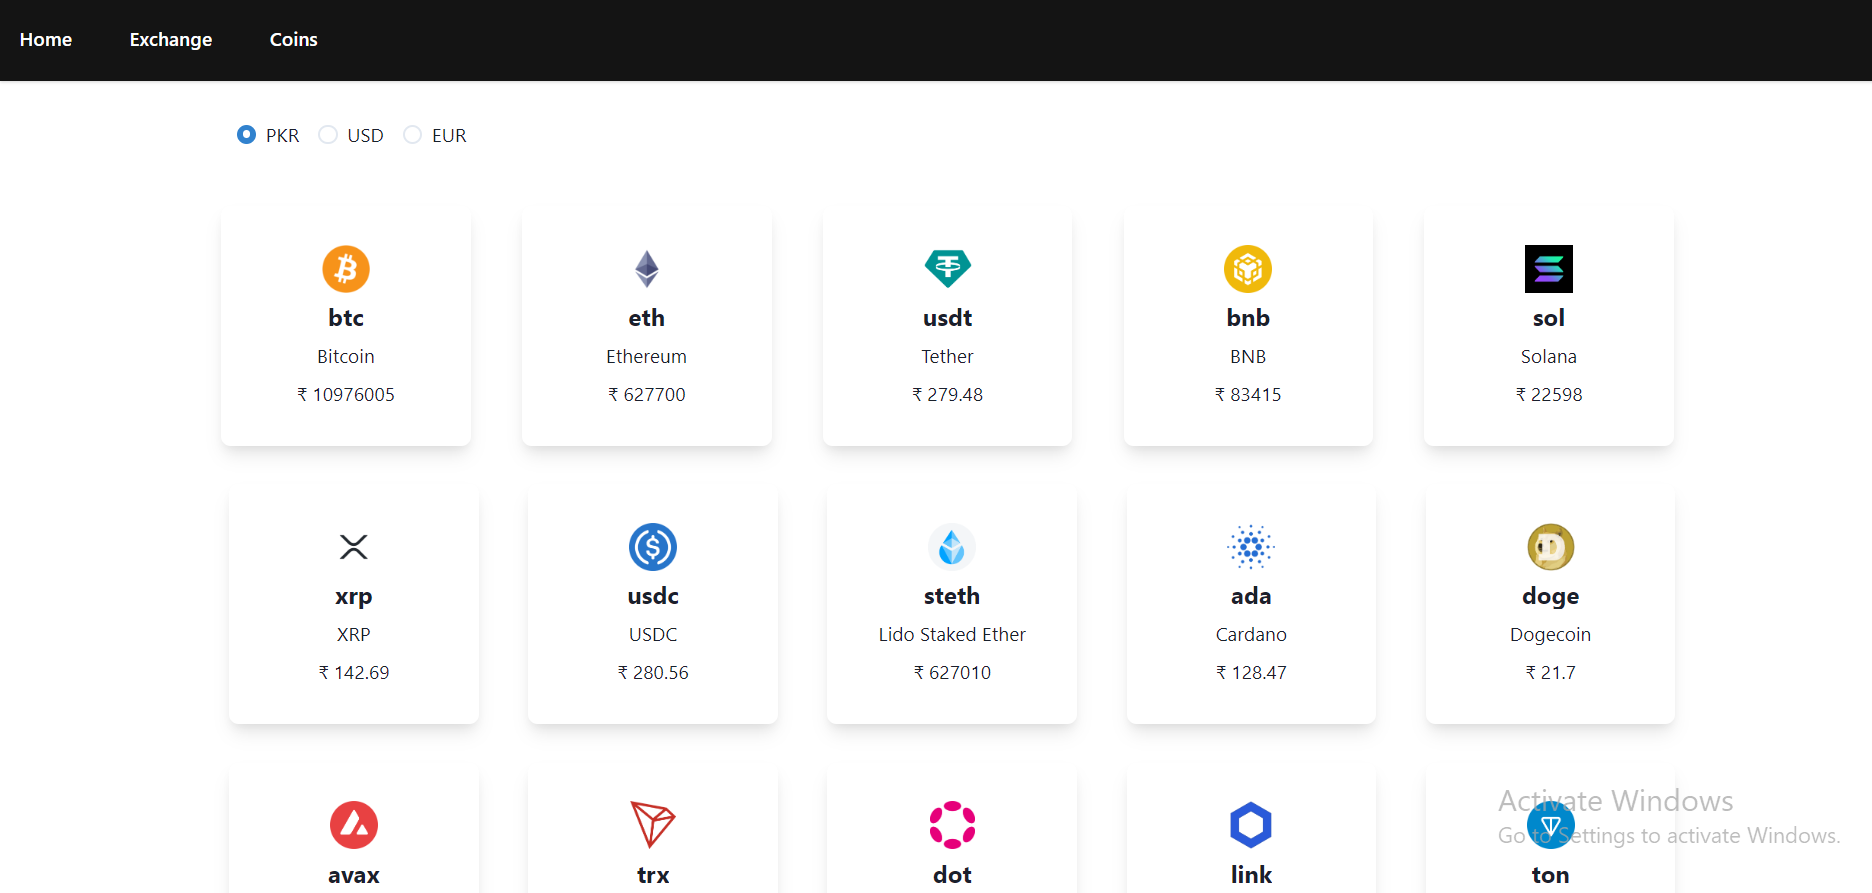 Home Exchange Coins
PKR USD EUR
btc eth usdt bnb sol
Bitcoin Ethereum Tether BNB Solana
₹ 10976005 ₹ 627700 ₹ 279.48 ₹ 83415 ₹ 22598
xrp usdc steth ada doge
XRP USDC Lido Staked Ether Cardano Dogecoin
₹ 142.69 ₹ 280.56 ₹ 627010 ₹ 128.47 ₹ 21.7
Activate Windows
Go to Settings to activate Windows.
avax trx dot link ton